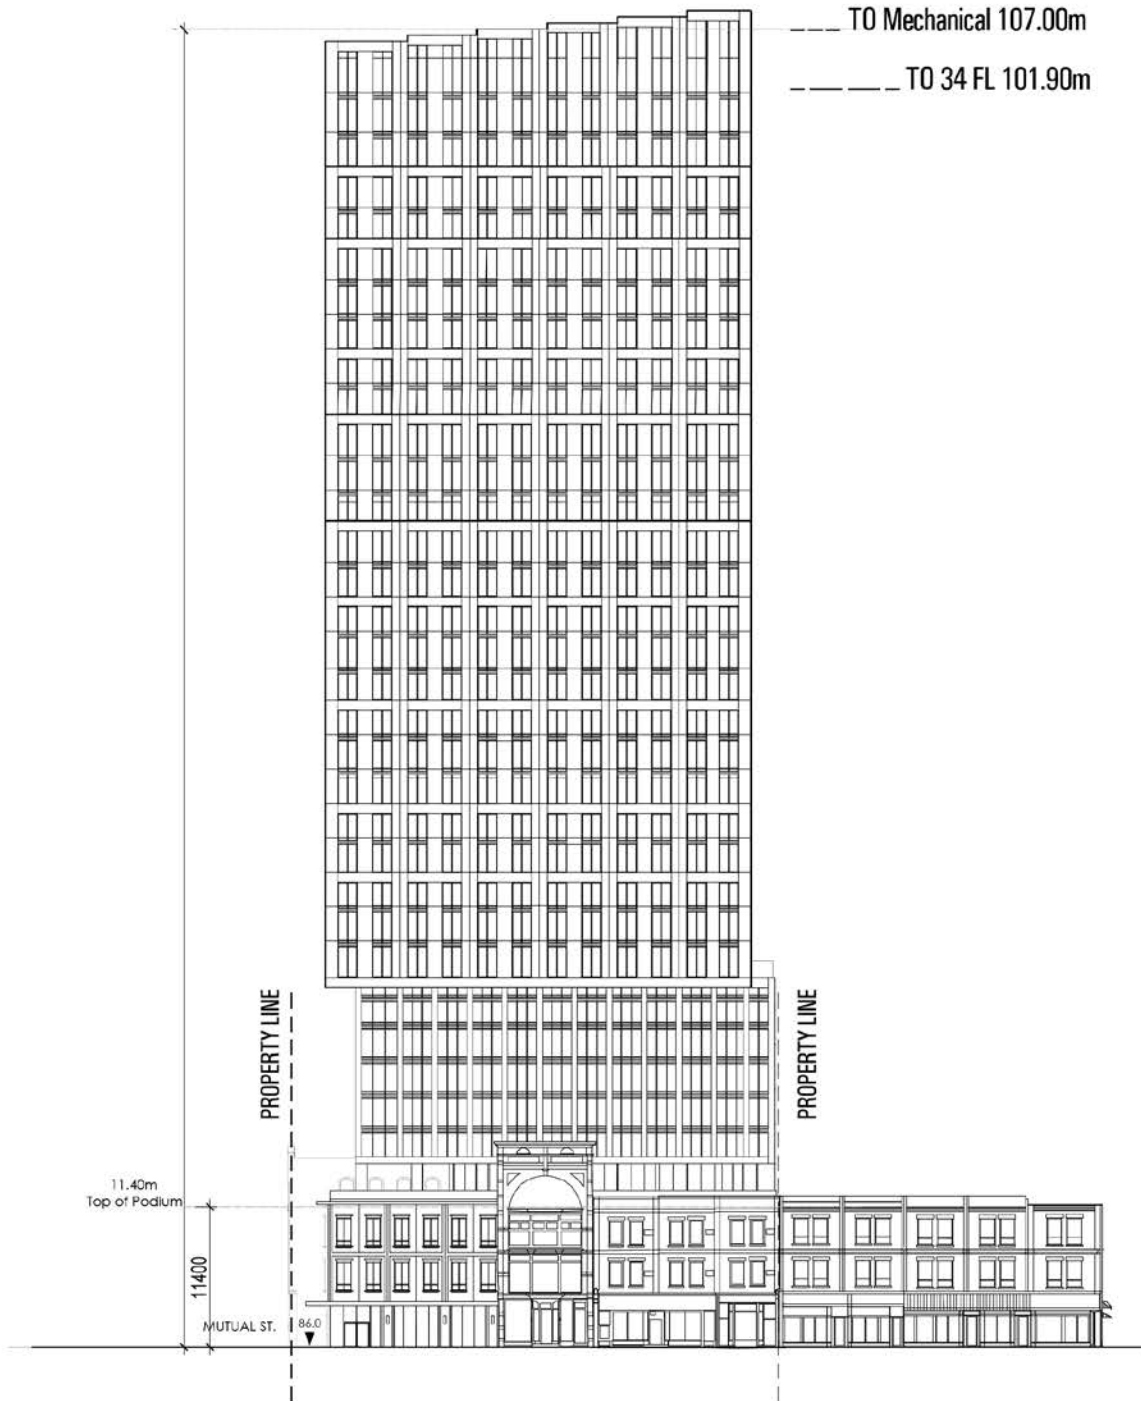 TO Mechanical 107.00m
TO 34 FL 101.90m
PROPERTY LINE
PROPERTY LINE
11.40m
Top of Podium
11400
MUTUAL ST.
86.0